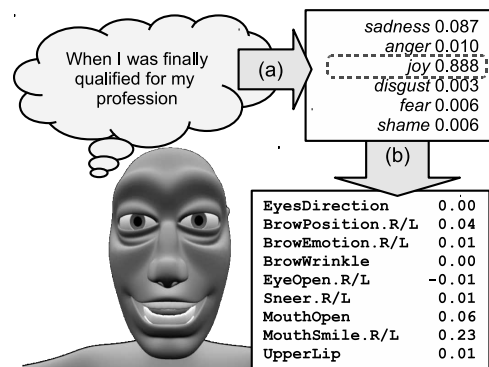 When I was finally
qualified for my
profession
(a)
sadness 0.087
anger 0.010
joy 0.888
disgust 0.003
fear 0.006
shame 0.006
(b)
EyesDirection 0.00
BrowPosition.R/L 0.04
BrowEmotion.R/L 0.01
BrowWrinkle 0.00
EyeOpen.R/L -0.01
Sneer.R/L 0.01
MouthOpen 0.06
MouthSmile.R/L 0.23
UpperLip 0.01